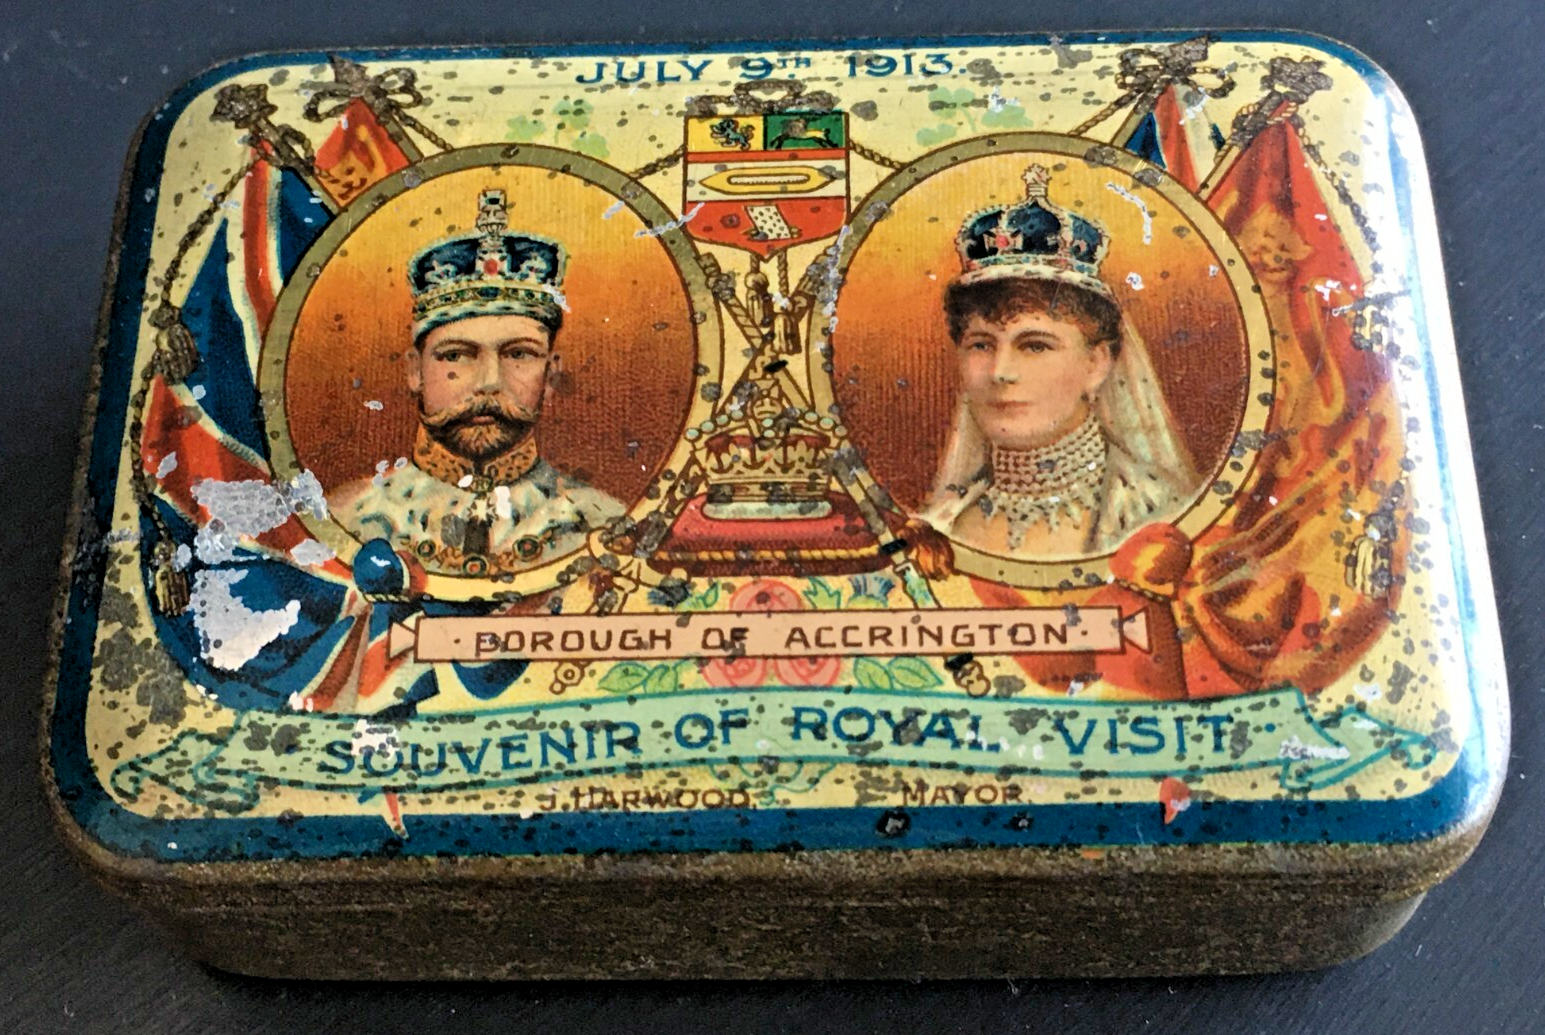 JULY 9TH 1913.
·BOROUGH OF ACCRINGTON·
·SOUVENIR OF ROYAL VISIT·
J. HARWOOD, MAYOR.